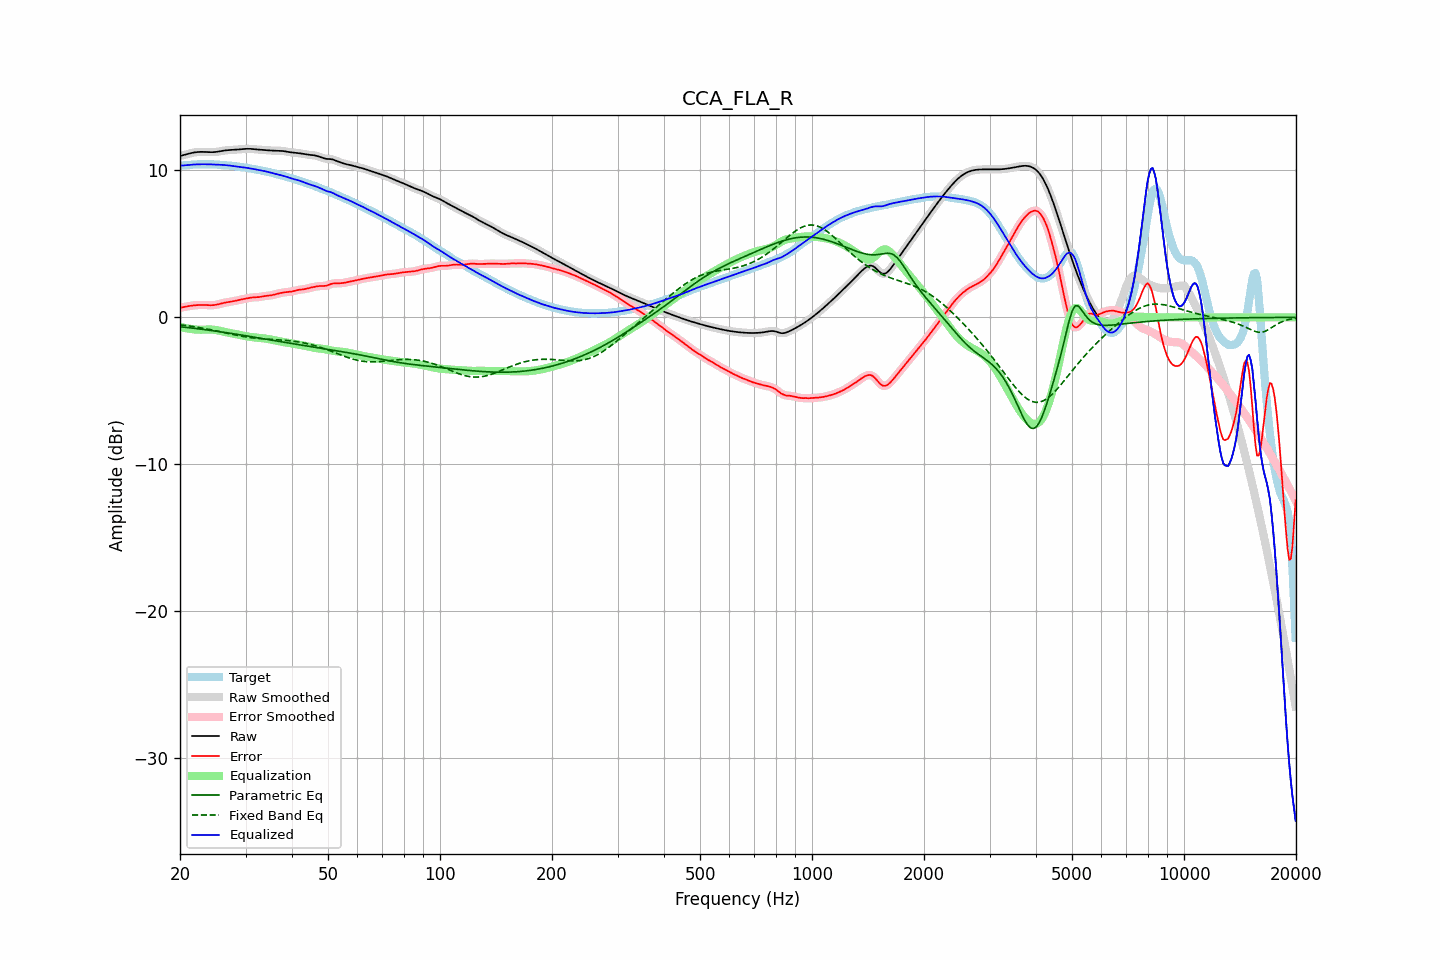 CCA_FLA_R
Amplitude (dBr)
10
0
−10
−20
−30
Target
Raw Smoothed
Error Smoothed
Raw
Error
Equalization
Parametric Eq
Fixed Band Eq
Equalized
20 50 100 200 500 1000 2000 5000 10000 20000
Frequency (Hz)